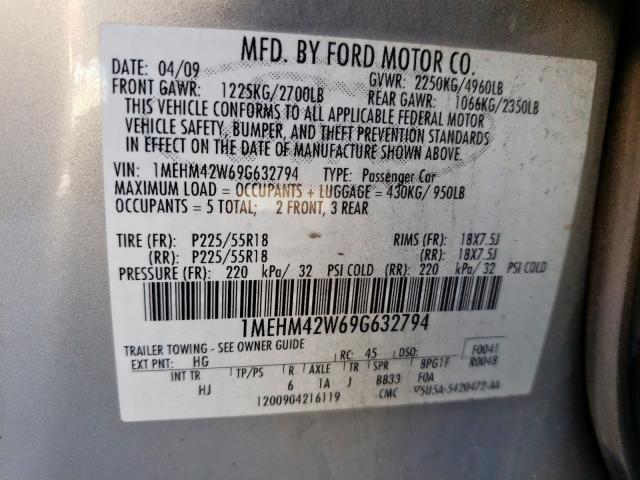 MFD. BY FORD MOTOR CO.
DATE: 04/09 GVWR: 2250KG/4960LB
FRONT GAWR: 1225KG/2700LB REAR GAWR: 1066KG/2350LB
THIS VEHICLE CONFORMS TO ALL APPLICABLE FEDERAL MOTOR
VEHICLE SAFETY, BUMPER, AND THEFT PREVENTION STANDARDS
IN EFFECT ON THE DATE OF MANUFACTURE SHOWN ABOVE.
VIN: 1MEHM42W69G632794 TYPE: Passenger Car
MAXIMUM LOAD = OCCUPANTS + LUGGAGE = 430KG/ 950LB
OCCUPANTS = 5 TOTAL; 2 FRONT, 3 REAR
TIRE (FR): P225/55R18 RIMS (FR): 18X7.5J
(RR): P225/55R18 (RR): 18X7.5J
PRESSURE (FR): 220 kPa/ 32 PSI COLD (RR): 220 kPa/ 32 PSI COLD
1MEHM42W69G632794
TRAILER TOWING - SEE OWNER GUIDE
EXT PNT: HG RC: 45 DSO: F0041
INT TR TP/PS R AXLE TR SPR 8PG1F R0048
HJ 6 1A J BB33 F0A
1200904216119 CMC 5U5A-5420472-AA